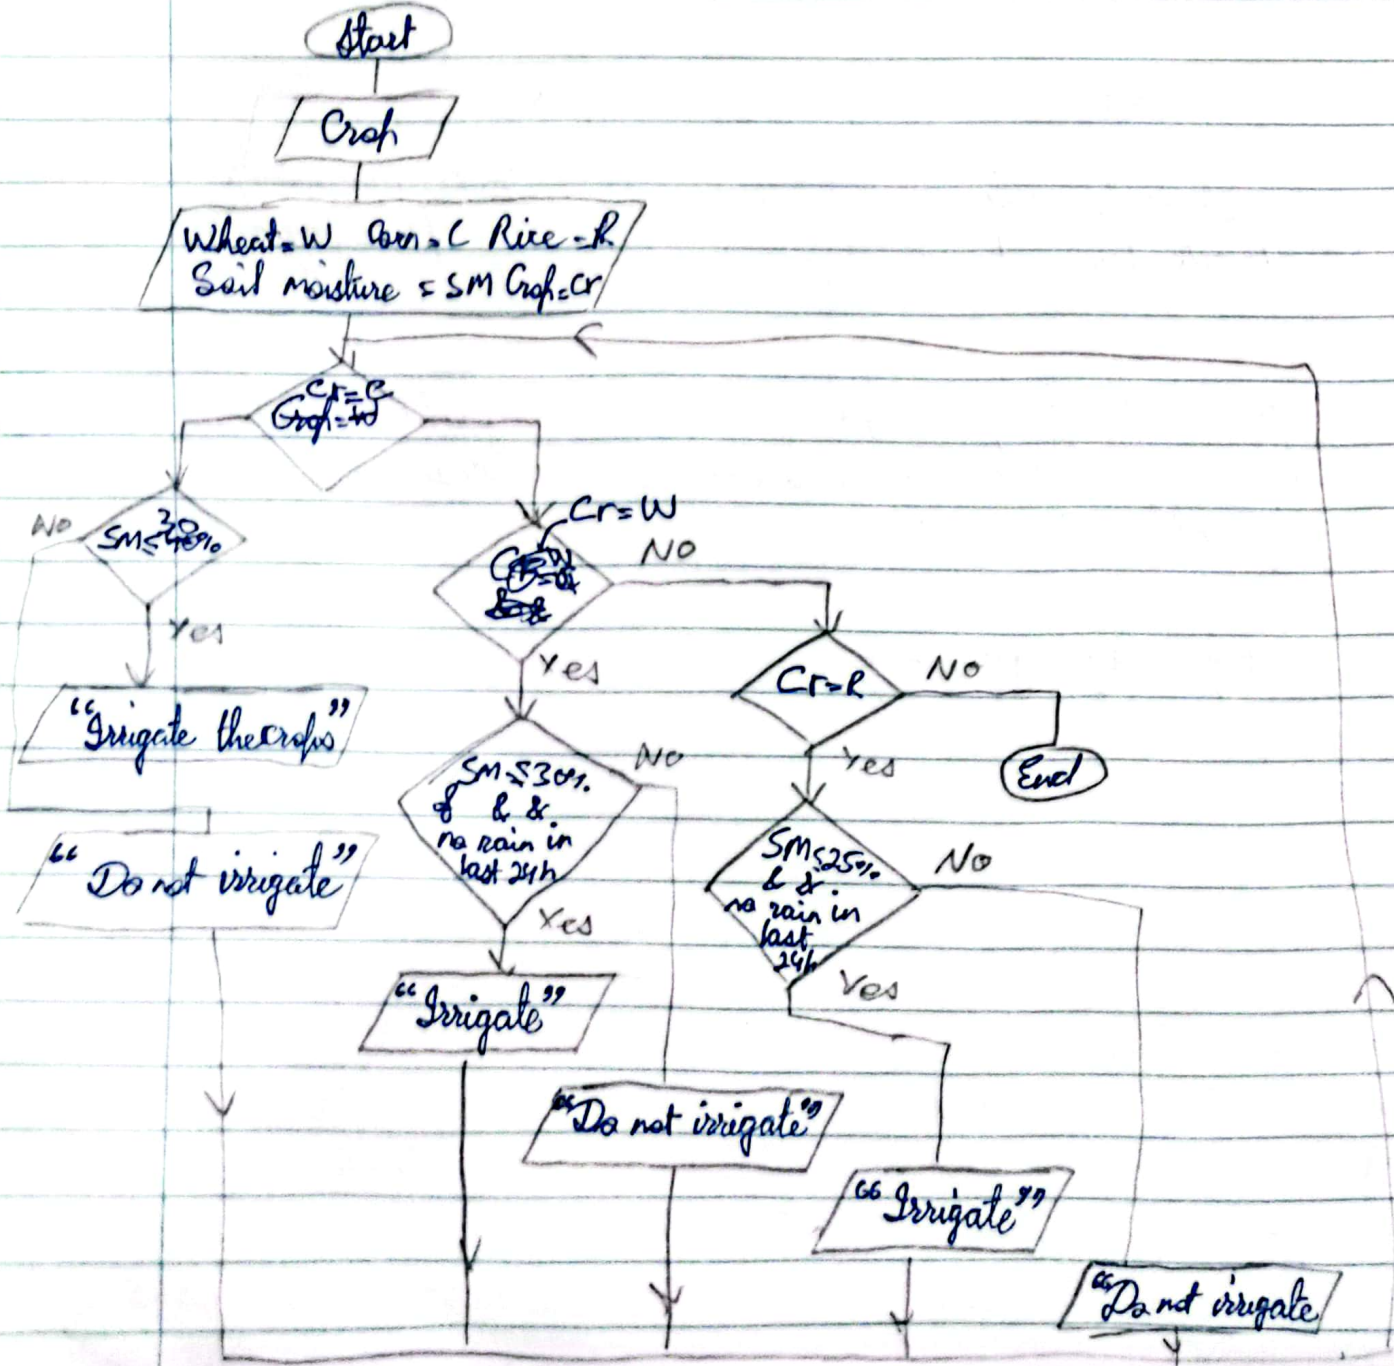 Start
Crop
Wheat=W Corn=C Rice=R
Soil moisture = SM Crop=Cr
Cr=C
No
SM≤
Yes
"Irrigate the crops"
"Do not irrigate"
Cr=W
No
Yes
SM≤30%
&&
no rain in
last 24h
No
Yes
"Irrigate"
"Do not irrigate"
Cr=R
No
End
Yes
SM≤25%
&&
no rain in
last
24h
No
Yes
"Irrigate"
"Do not irrigate